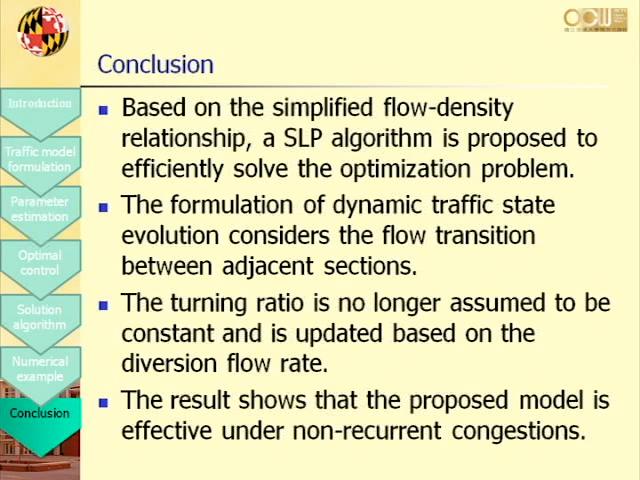 OCW
Conclusion
Introduction
Traffic model
formulation
Parameter
estimation
Optimal
control
Solution
algorithm
Numerical
example
Conclusion
Based on the simplified flow-density
relationship, a SLP algorithm is proposed to
efficiently solve the optimization problem.
The formulation of dynamic traffic state
evolution considers the flow transition
between adjacent sections.
The turning ratio is no longer assumed to be
constant and is updated based on the
diversion flow rate.
The result shows that the proposed model is
effective under non-recurrent congestions.